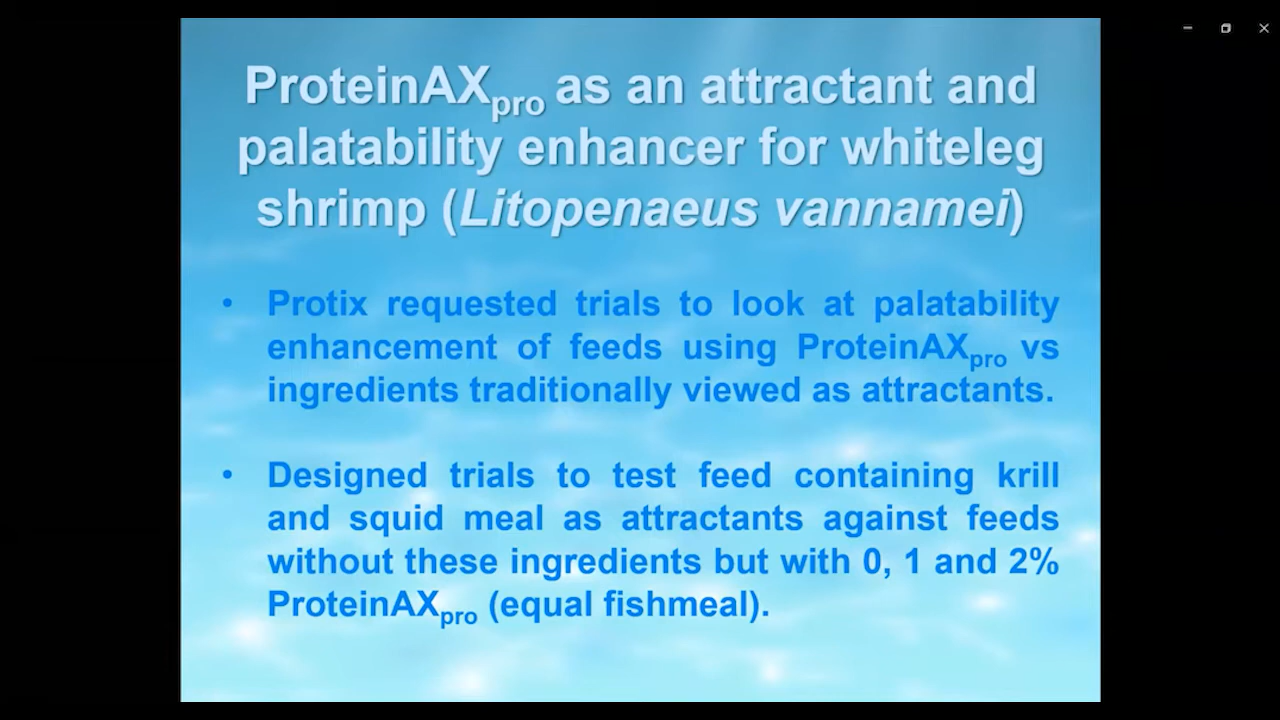 ProteinAXpro as an attractant and
palatability enhancer for whiteleg
shrimp (Litopenaeus vannamei)
• Protix requested trials to look at palatability
enhancement of feeds using ProteinAXpro vs
ingredients traditionally viewed as attractants.
• Designed trials to test feed containing krill
and squid meal as attractants against feeds
without these ingredients but with 0, 1 and 2%
ProteinAXpro (equal fishmeal).